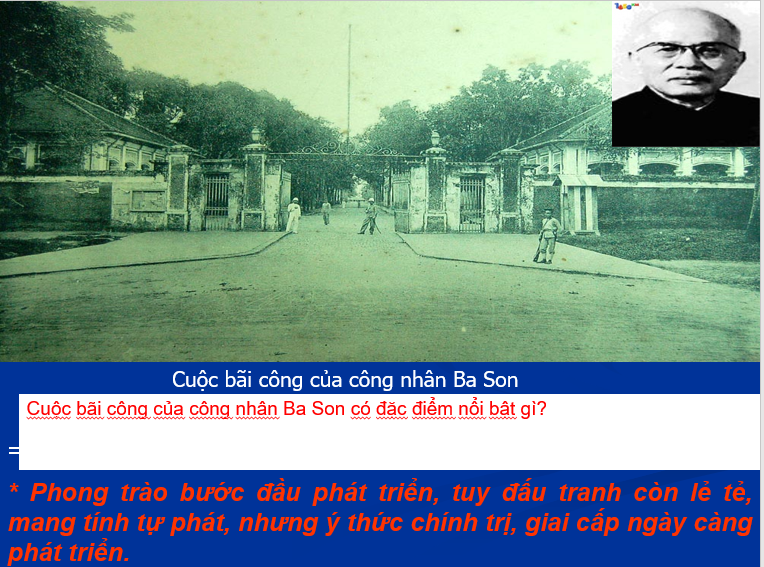 Cuộc bãi công của công nhân Ba Son
Cuộc bãi công của công nhân Ba Son có đặc điểm nổi bật gì?
=
* Phong trào bước đầu phát triển, tuy đấu tranh còn lẻ tẻ,
mang tính tự phát, nhưng ý thức chính trị, giai cấp ngày càng
phát triển.